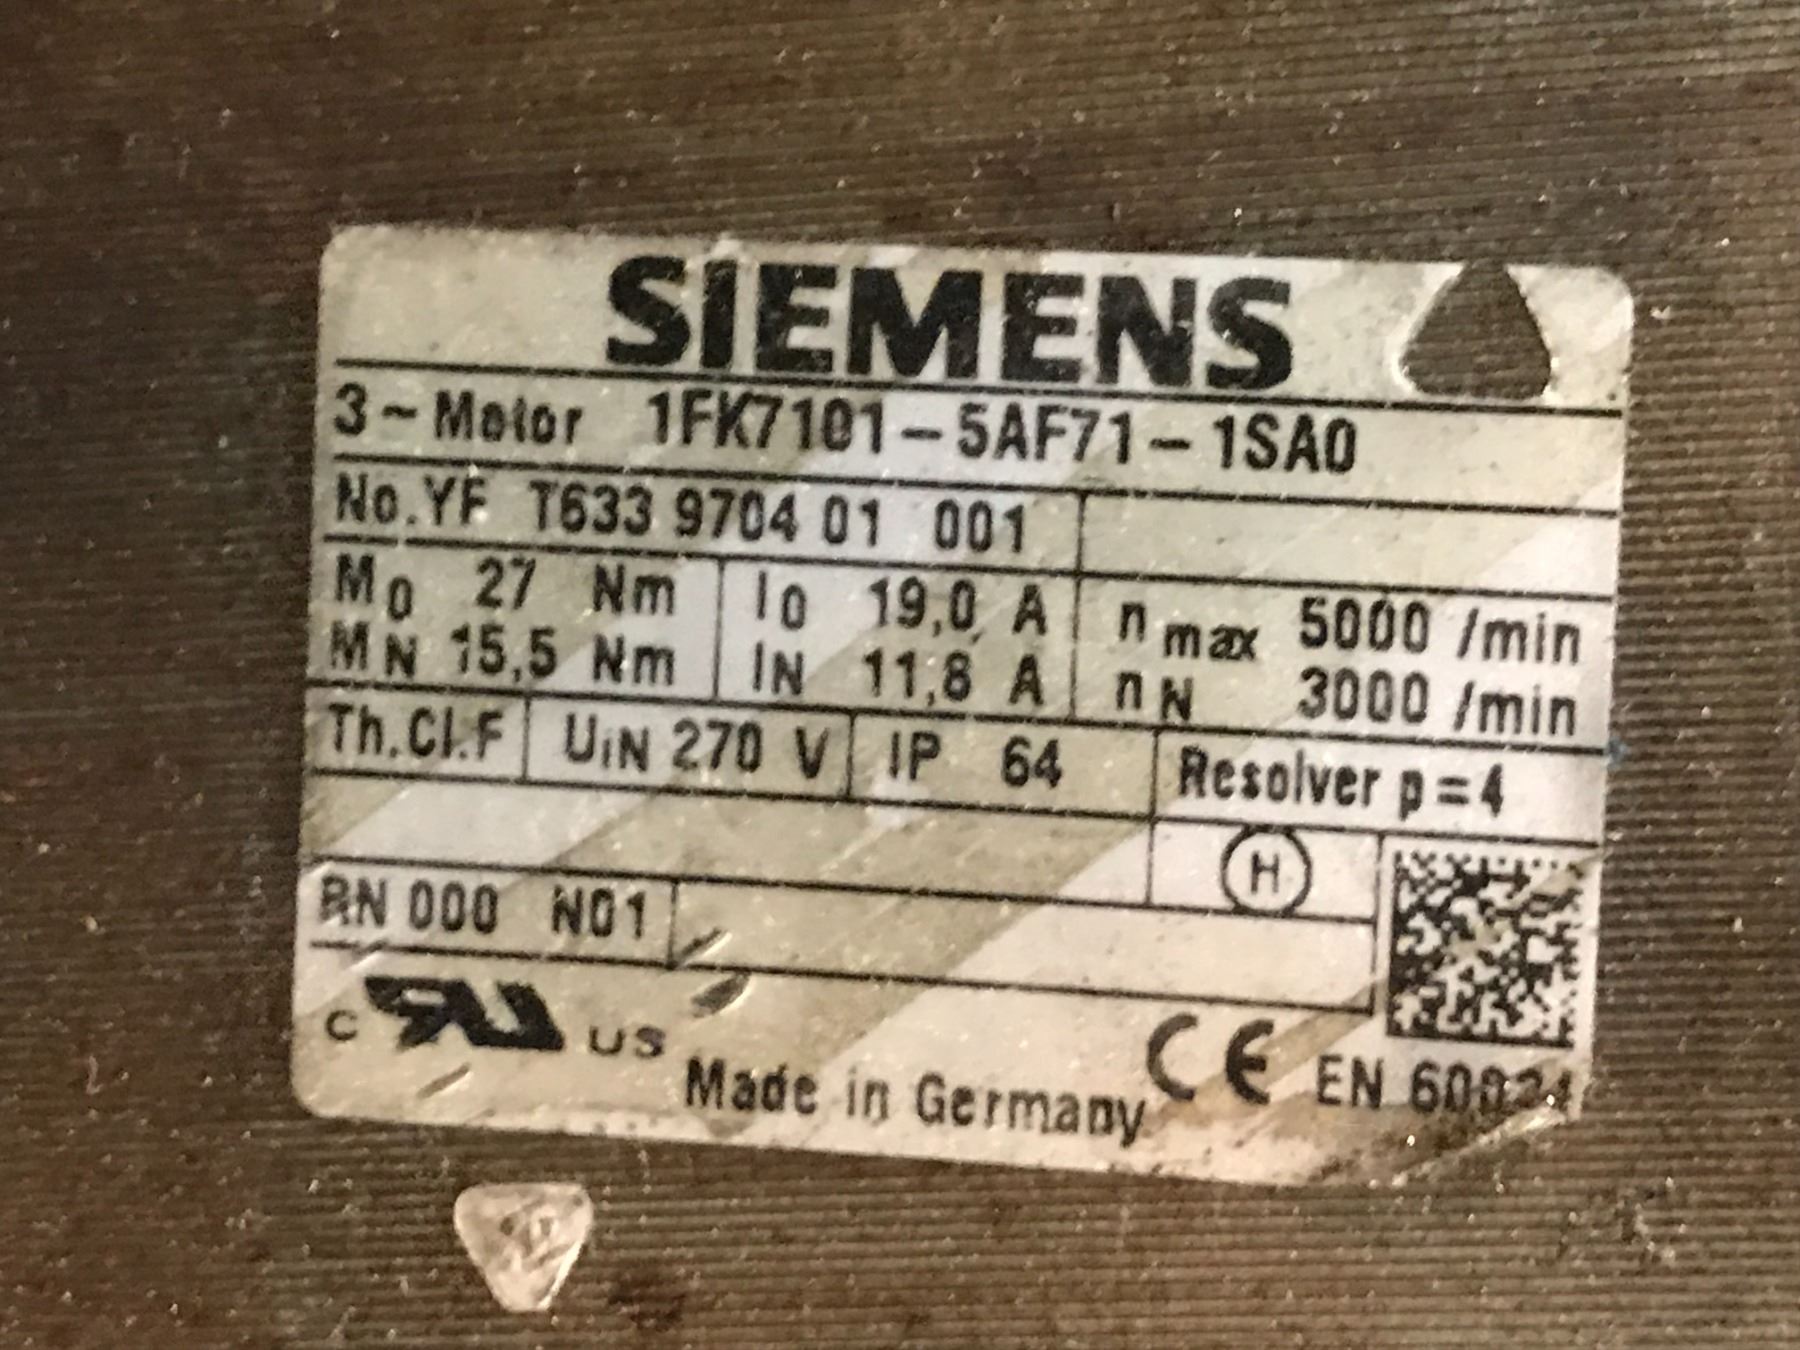 SIEMENS
3~Motor 1FK7101-5AF71-1SA0
No.YF T633 9704 01 001
M0 27 Nm I0 19,0 A n max 5000 /min
MN 15,5 Nm IN 11,8 A nN 3000 /min
Th.Cl.F UiN 270 V IP 64 Resolver p=4
H
RN 000 N01
c RU US
Made in Germany CE EN 60034